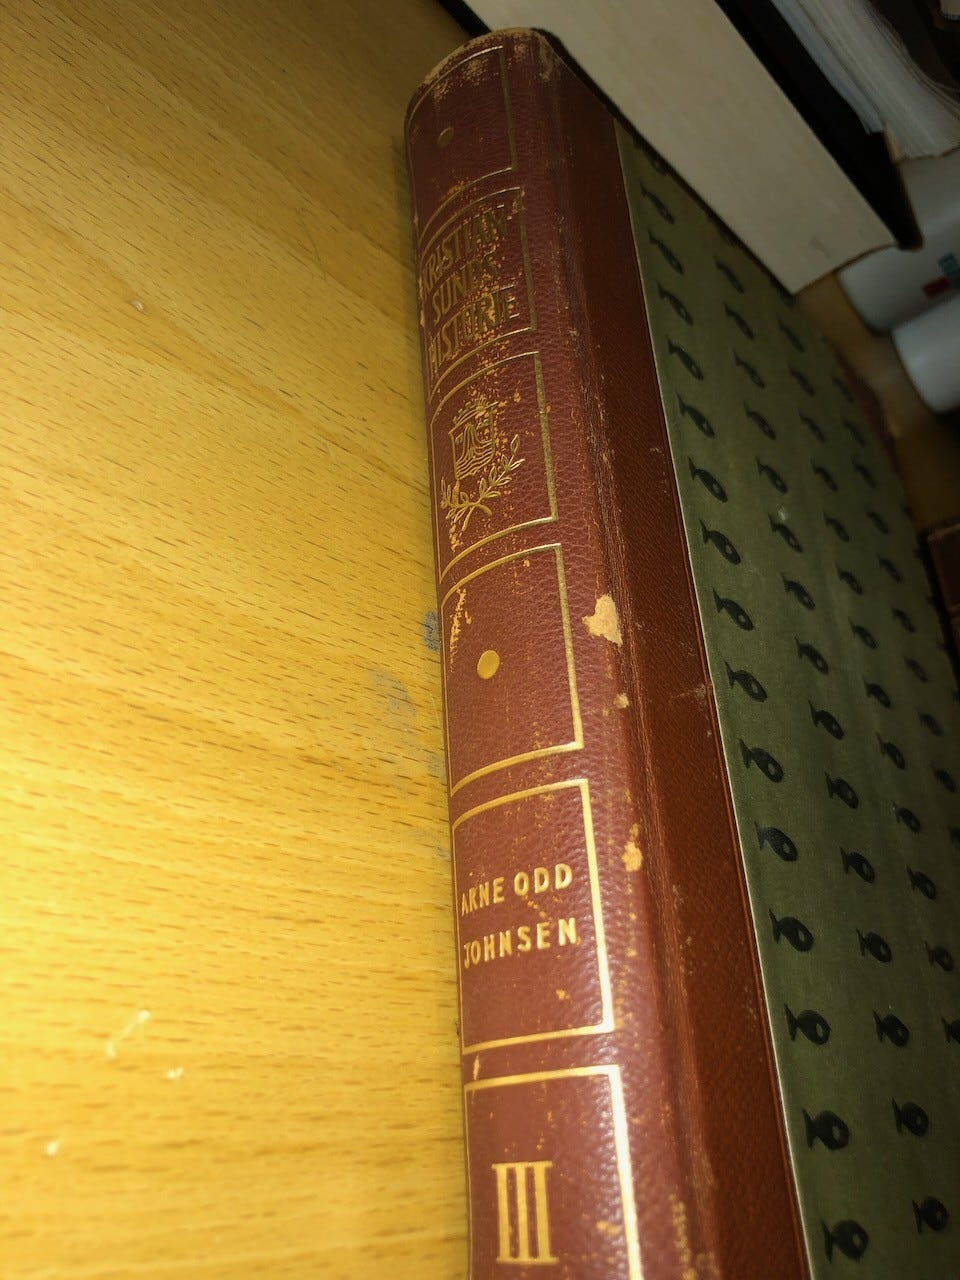 KRISTIAN
SUNDS
HISTORIE
ARNE ODD
JOHNSEN
III